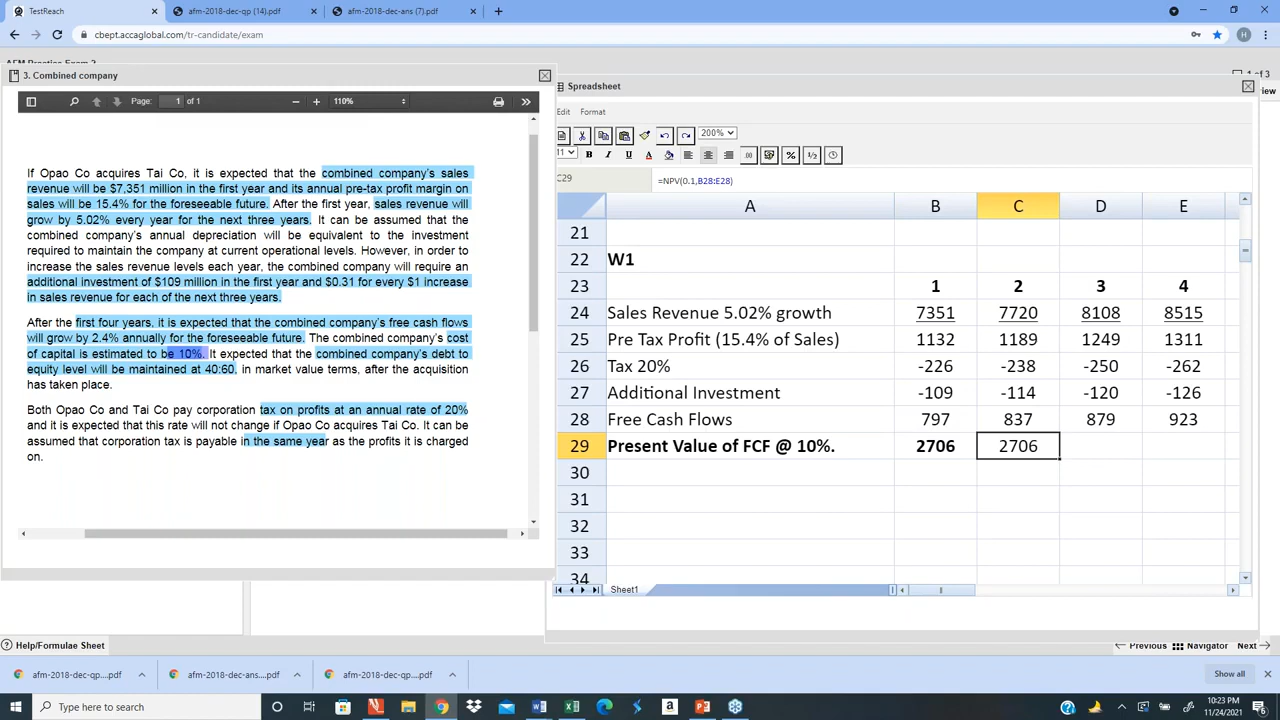 TestReach
afm-2018-dec-qp (14).pdf
afm-2018-dec-ans (7).pdf
cbept.accaglobal.com/tr-candidate/exam
H
1 of 3
3. Combined company
Page: 1 of 1
110%
If Opao Co acquires Tai Co, it is expected that the combined company's sales
revenue will be $7,351 million in the first year and its annual pre-tax profit margin on
sales will be 15.4% for the foreseeable future. After the first year, sales revenue will
grow by 5.02% every year for the next three years. It can be assumed that the
combined company's annual depreciation will be equivalent to the investment
required to maintain the company at current operational levels. However, in order to
increase the sales revenue levels each year, the combined company will require an
additional investment of $109 million in the first year and $0.31 for every $1 increase
in sales revenue for each of the next three years.
After the first four years, it is expected that the combined company's free cash flows
will grow by 2.4% annually for the foreseeable future. The combined company's cost
of capital is estimated to be 10%. It expected that the combined company's debt to
equity level will be maintained at 40:60. in market value terms, after the acquisition
has taken place.
Both Opao Co and Tai Co pay corporation tax on profits at an annual rate of 20%
and it is expected that this rate will not change if Opao Co acquires Tai Co. It can be
assumed that corporation tax is payable in the same year as the profits it is charged
on.
Spreadsheet
view
Edit Format
200%
11 B I U A .00 % 1/2
C29 =NPV(0.1,B28:E28)
A B C D E
21
22 W1
23 1 2 3 4
24 Sales Revenue 5.02% growth 7351 7720 8108 8515
25 Pre Tax Profit (15.4% of Sales) 1132 1189 1249 1311
26 Tax 20% -226 -238 -250 -262
27 Additional Investment -109 -114 -120 -126
28 Free Cash Flows 797 837 879 923
29 Present Value of FCF @ 10%. 2706 2706
30
31
32
33
34
Sheet1
Help/Formulae Sheet
Previous Navigator Next
afm-2018-dec-qp....pdf
afm-2018-dec-ans....pdf
afm-2018-dec-qp....pdf
Show all
Type here to search
10:23 PM
11/24/2021